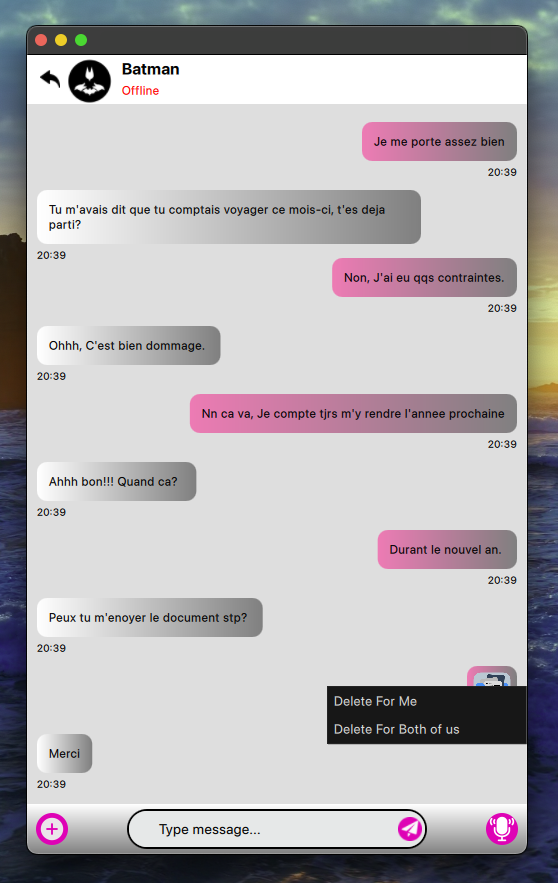 Batman
Offline
Je me porte assez bien
20:39
Tu m'avais dit que tu comptais voyager ce mois-ci, t'es deja
parti?
20:39
Non, J'ai eu qqs contraintes.
20:39
Ohhh, C'est bien dommage.
20:39
Nn ca va, Je compte tjrs m'y rendre l'annee prochaine
20:39
Ahhh bon!!! Quand ca?
20:39
Durant le nouvel an.
20:39
Peux tu m'enoyer le document stp?
20:39
Delete For Me
Delete For Both of us
Merci
20:39
Type message...